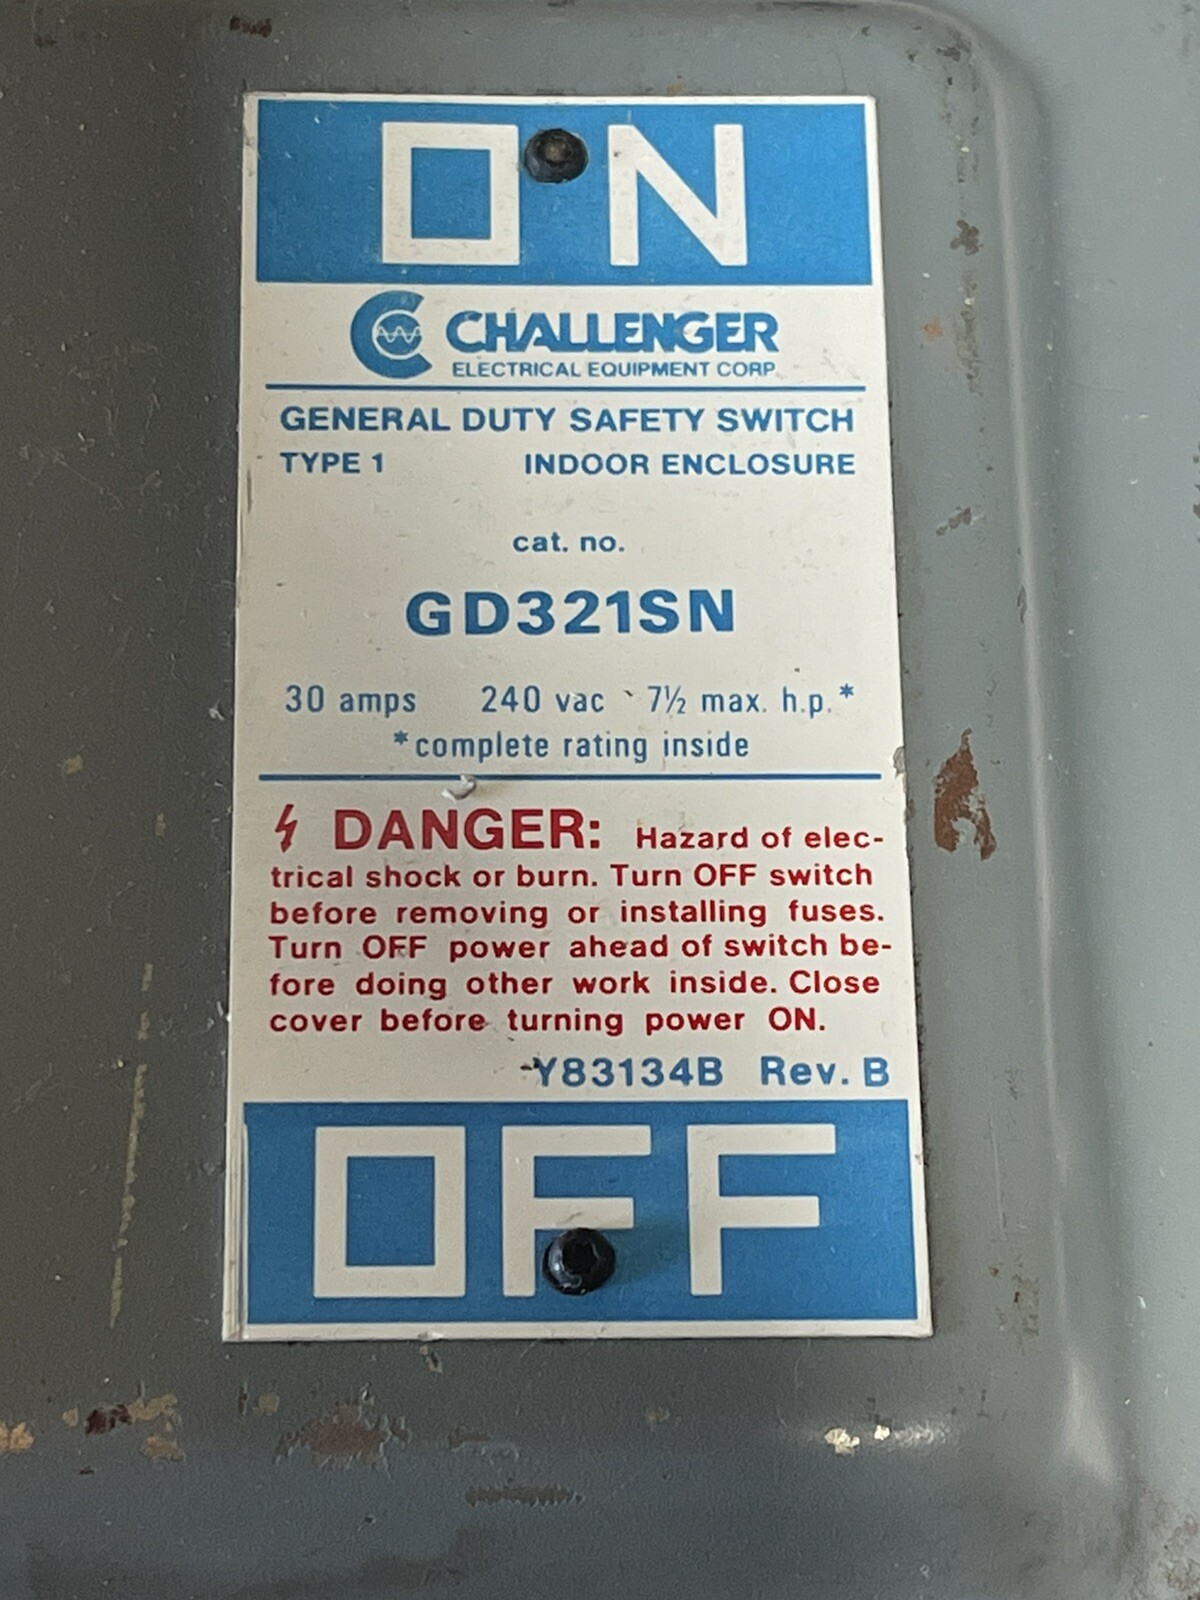 ON
CHALLENGER
ELECTRICAL EQUIPMENT CORP.
GENERAL DUTY SAFETY SWITCH
TYPE 1 INDOOR ENCLOSURE
cat. no.
GD321SN
30 amps 240 vac 7½ max. h.p.*
*complete rating inside
DANGER: Hazard of elec-
trical shock or burn. Turn OFF switch
before removing or installing fuses.
Turn OFF power ahead of switch be-
fore doing other work inside. Close
cover before turning power ON.
Y83134B Rev. B
OFF